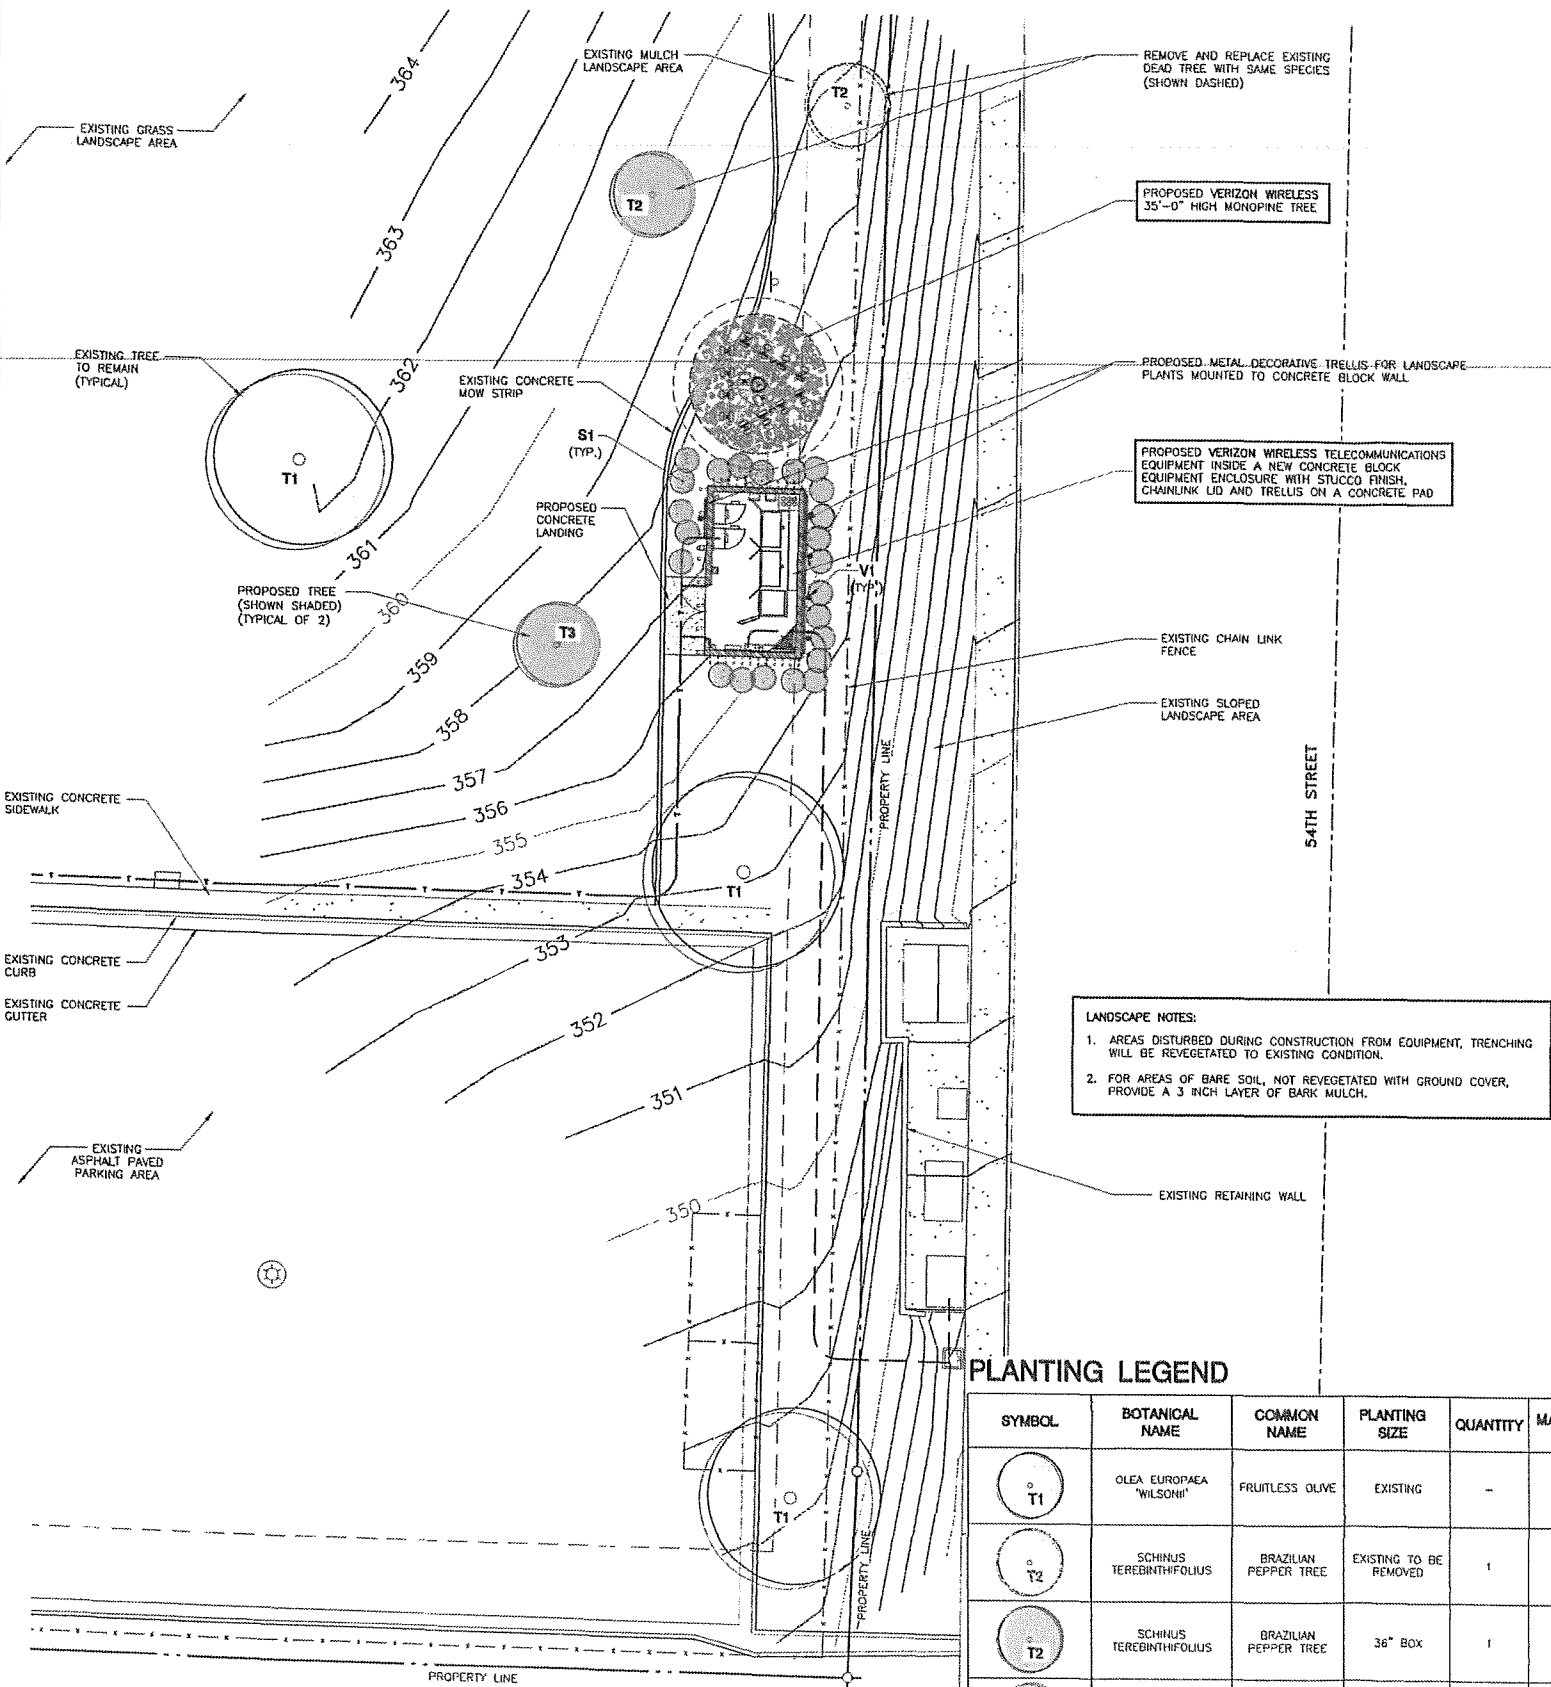 364
EXISTING MULCH
LANDSCAPE AREA
REMOVE AND REPLACE EXISTING
DEAD TREE WITH SAME SPECIES
(SHOWN DASHED)
T2
EXISTING GRASS
LANDSCAPE AREA
T2
PROPOSED VERIZON WIRELESS
35'-0" HIGH MONOPINE TREE
363
EXISTING TREE
TO REMAIN
(TYPICAL)
362
EXISTING CONCRETE
MOW STRIP
PROPOSED METAL DECORATIVE TRELLIS FOR LANDSCAPE
PLANTS MOUNTED TO CONCRETE BLOCK WALL
S1
(TYP.)
T1
PROPOSED VERIZON WIRELESS TELECOMMUNICATIONS
EQUIPMENT INSIDE A NEW CONCRETE BLOCK
EQUIPMENT ENCLOSURE WITH STUCCO FINISH,
CHAINLINK LID AND TRELLIS ON A CONCRETE PAD
PROPOSED
CONCRETE
LANDING
361
V1
(TYP.)
PROPOSED TREE
(SHOWN SHADED)
(TYPICAL OF 2)
360
T3
EXISTING CHAIN LINK
FENCE
359
EXISTING SLOPED
LANDSCAPE AREA
358
PROPERTY LINE
54TH STREET
357
EXISTING CONCRETE
SIDEWALK
356
355
354
T1
353
EXISTING CONCRETE
CURB
EXISTING CONCRETE
GUTTER
352
LANDSCAPE NOTES:
1. AREAS DISTURBED DURING CONSTRUCTION FROM EQUIPMENT, TRENCHING
WILL BE REVEGETATED TO EXISTING CONDITION.
2. FOR AREAS OF BARE SOIL, NOT REVEGETATED WITH GROUND COVER,
PROVIDE A 3 INCH LAYER OF BARK MULCH.
351
EXISTING
ASPHALT PAVED
PARKING AREA
350
EXISTING RETAINING WALL
T1
PROPERTY LINE
PROPERTY LINE
PLANTING LEGEND
SYMBOL BOTANICAL NAME COMMON NAME PLANTING SIZE QUANTITY
T1 OLEA EUROPAEA 'WILSONII' FRUITLESS OLIVE EXISTING -
T2 SCHINUS TEREBINTHIFOLIUS BRAZILIAN PEPPER TREE EXISTING TO BE REMOVED 1
T2 SCHINUS TEREBINTHIFOLIUS BRAZILIAN PEPPER TREE 36" BOX 1